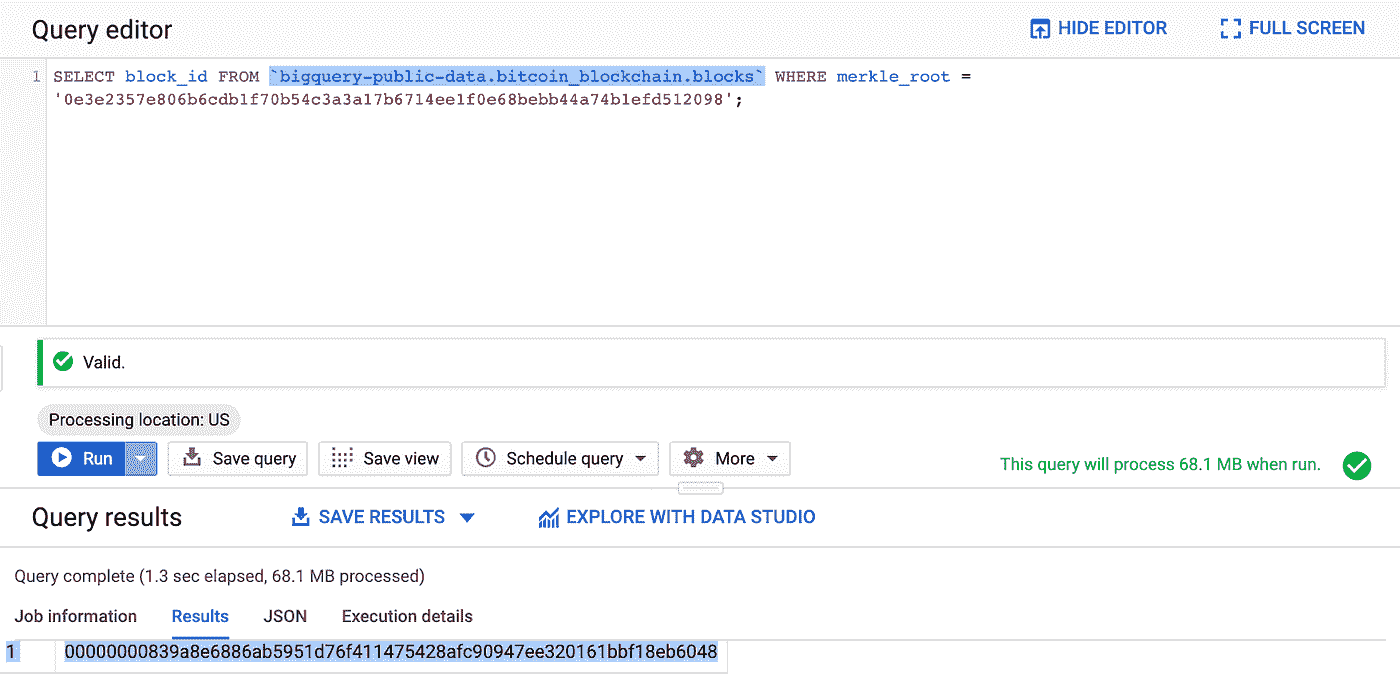 Query editor
HIDE EDITOR
FULL SCREEN
1 SELECT block_id FROM `bigquery-public-data.bitcoin_blockchain.blocks` WHERE merkle_root =
'0e3e2357e806b6cdb1f70b54c3a3a17b6714ee1f0e68bebb44a74b1efd512098';
Valid.
Processing location: US
Run
Save query
Save view
Schedule query
More
This query will process 68.1 MB when run.
Query results
SAVE RESULTS
EXPLORE WITH DATA STUDIO
Query complete (1.3 sec elapsed, 68.1 MB processed)
Job information
Results
JSON
Execution details
1 00000000839a8e6886ab5951d76f411475428afc90947ee320161bbf18eb6048